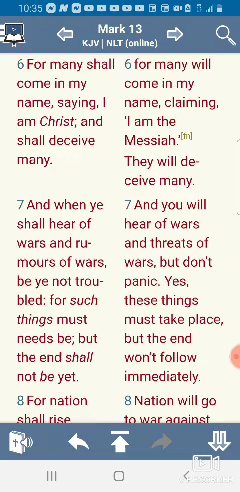 10:35
Mark 13
KJV | NLT (online)
6 For many shall
come in my
name, saying, I
am Christ; and
shall deceive
many.
7 And when ye
shall hear of
wars and ru-
mours of wars,
be ye not trou-
bled: for such
things must
needs be; but
the end shall
not be yet.
8 For nation
shall rise
6 for many will
come in my
name, claiming,
'I am the
Messiah.'[fn]
They will de-
ceive many.
7 And you will
hear of wars
and threats of
wars, but don't
panic. Yes,
these things
must take place,
but the end
won't follow
immediately.
8 Nation will go
to war against